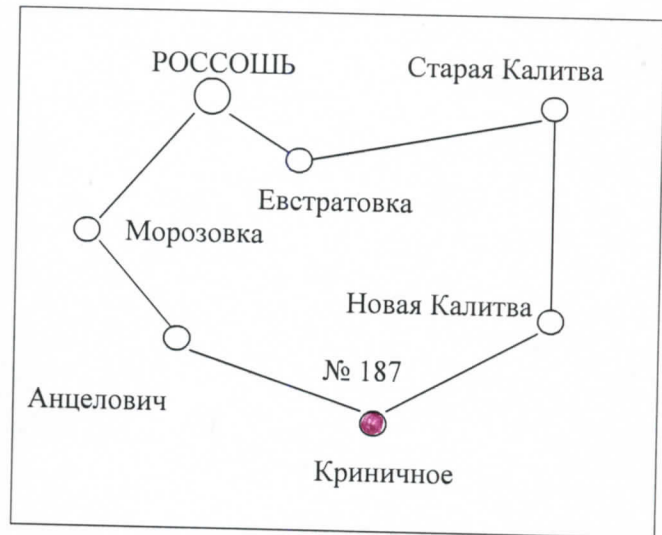 РОССОШЬ
Старая Калитва
Евстратовка
Морозовка
Новая Калитва
№ 187
Анцелович
Криничное